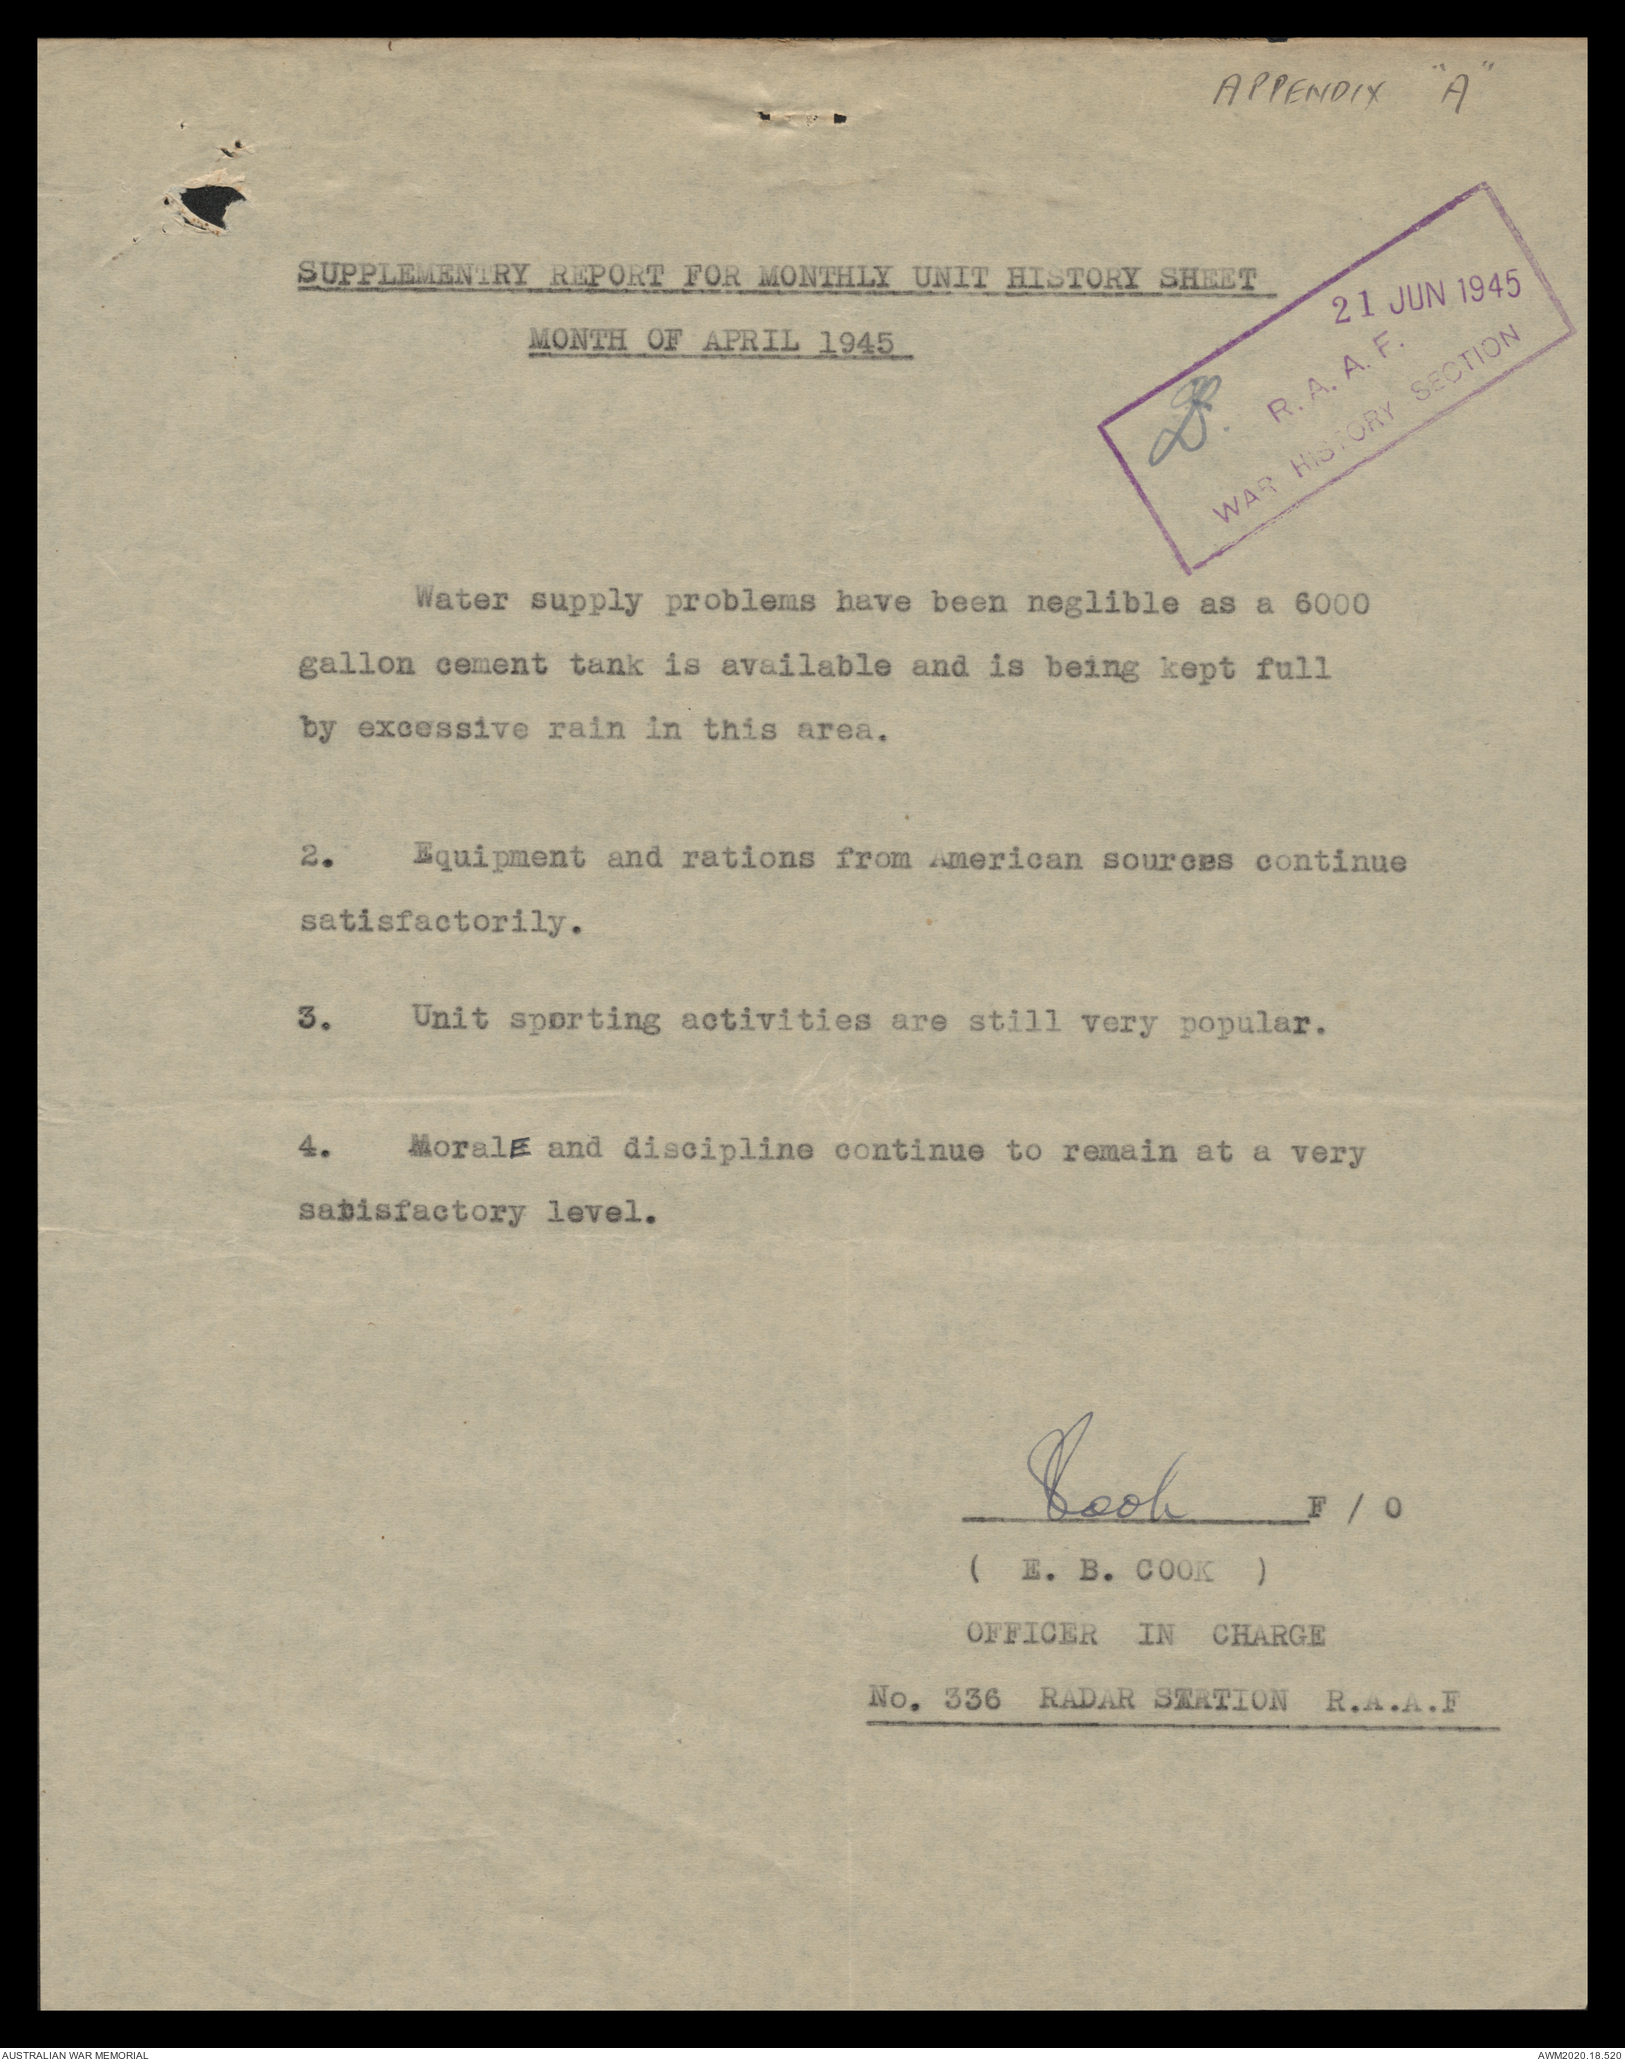 APPENDIX "A"
SUPPLEMENTRY REPORT FOR MONTHLY UNIT HISTORY SHEET
MONTH OF APRIL 1945
21 JUN 1945
R. A. A. F.
WAR HISTORY SECTION
Water supply problems have been neglible as a 6000
gallon cement tank is available and is being kept full
by excessive rain in this area.
2. Equipment and rations from American sources continue
satisfactorily.
3. Unit sporting activities are still very popular.
4. MoralE and discipline continue to remain at a very
satisfactory level.
Cook F / O
( E. B. COOK )
OFFICER IN CHARGE
No. 336 RADAR STATION R.A.A.F
AUSTRALIAN WAR MEMORIAL
AWM2020.18.520